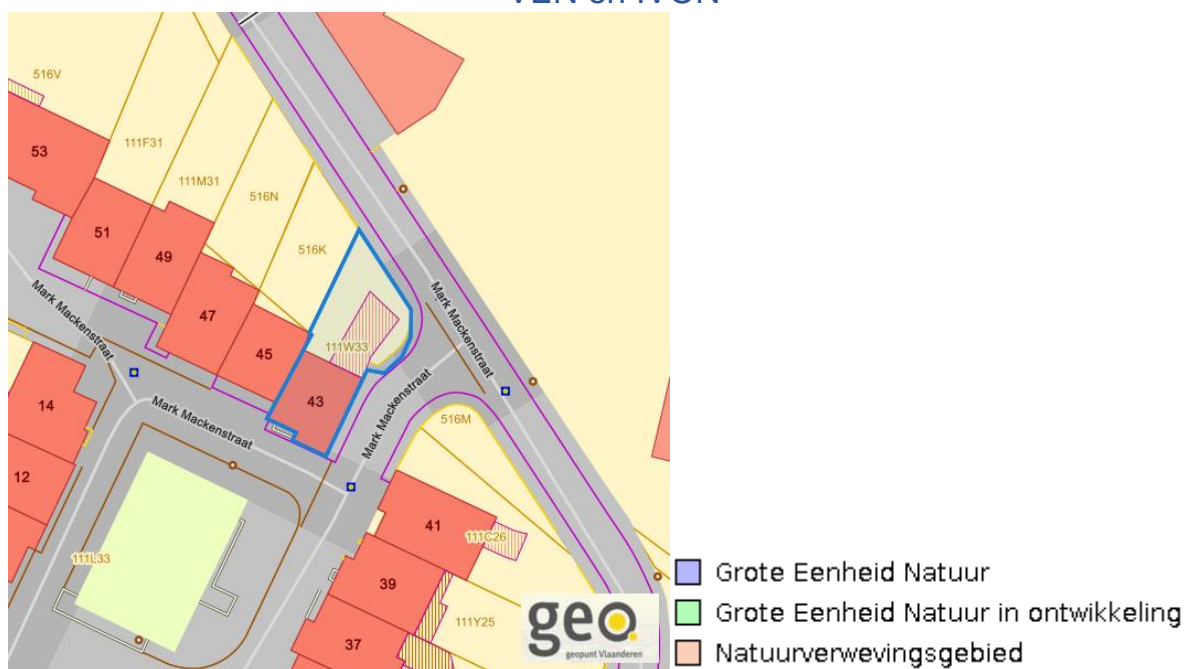 VEN en IVON
516V
53
111F31
111M31
516N
51
49
516K
Mark Mackenstraat
47
Mark Mackenstraat
45
111W33
14
43
Mark Mackenstraat
Mark Mackenstraat
516M
12
41
111C26
111L33
39
111Y25
37
geo
geopunt Vlaanderen
Grote Eenheid Natuur
Grote Eenheid Natuur in ontwikkeling
Natuurverwevingsgebied